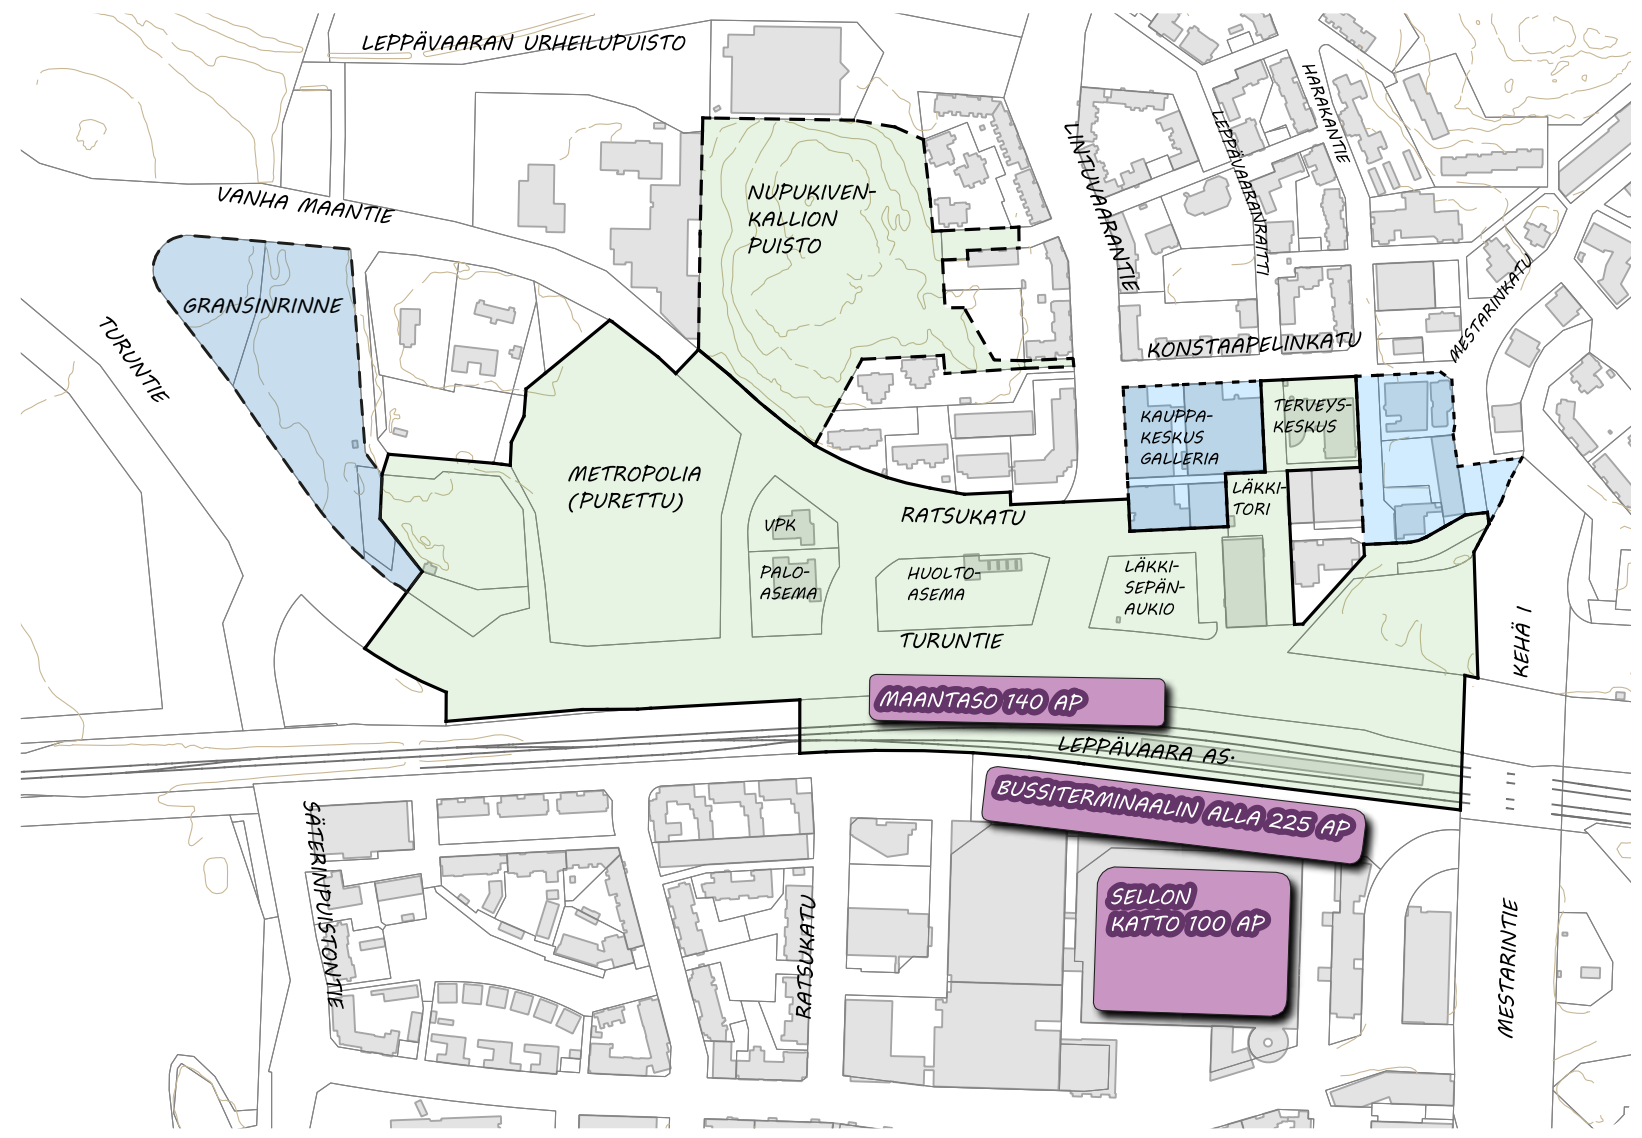 LEPPÄVAARAN URHEILUPUISTO
HARAKANTIE
LEPPÄVAARANRAITTI
LINTUVAARANTIE
VANHA MAANTIE
NUPUKIVEN-
KALLION
PUISTO
GRANSINRINNE
TURUNTIE
MESTARINKATU
KONSTAAPELINKATU
KAUPPA-
KESKUS
GALLERIA
TERVEYS-
KESKUS
METROPOLIA
(PURETTU)
LÄKKI-
TORI
RATSUKATU
VPK
PALO-
ASEMA
HUOLTO-
ASEMA
LÄKKI-
SEPÄN-
AUKIO
TURUNTIE
KEHÄ I
MAANTASO 140 AP
LEPPÄVAARA AS.
BUSSITERMINAALIN ALLA 225 AP
SÄTERINPUISTONTIE
RATSUKATU
SELLON
KATTO 100 AP
MESTARINTIE